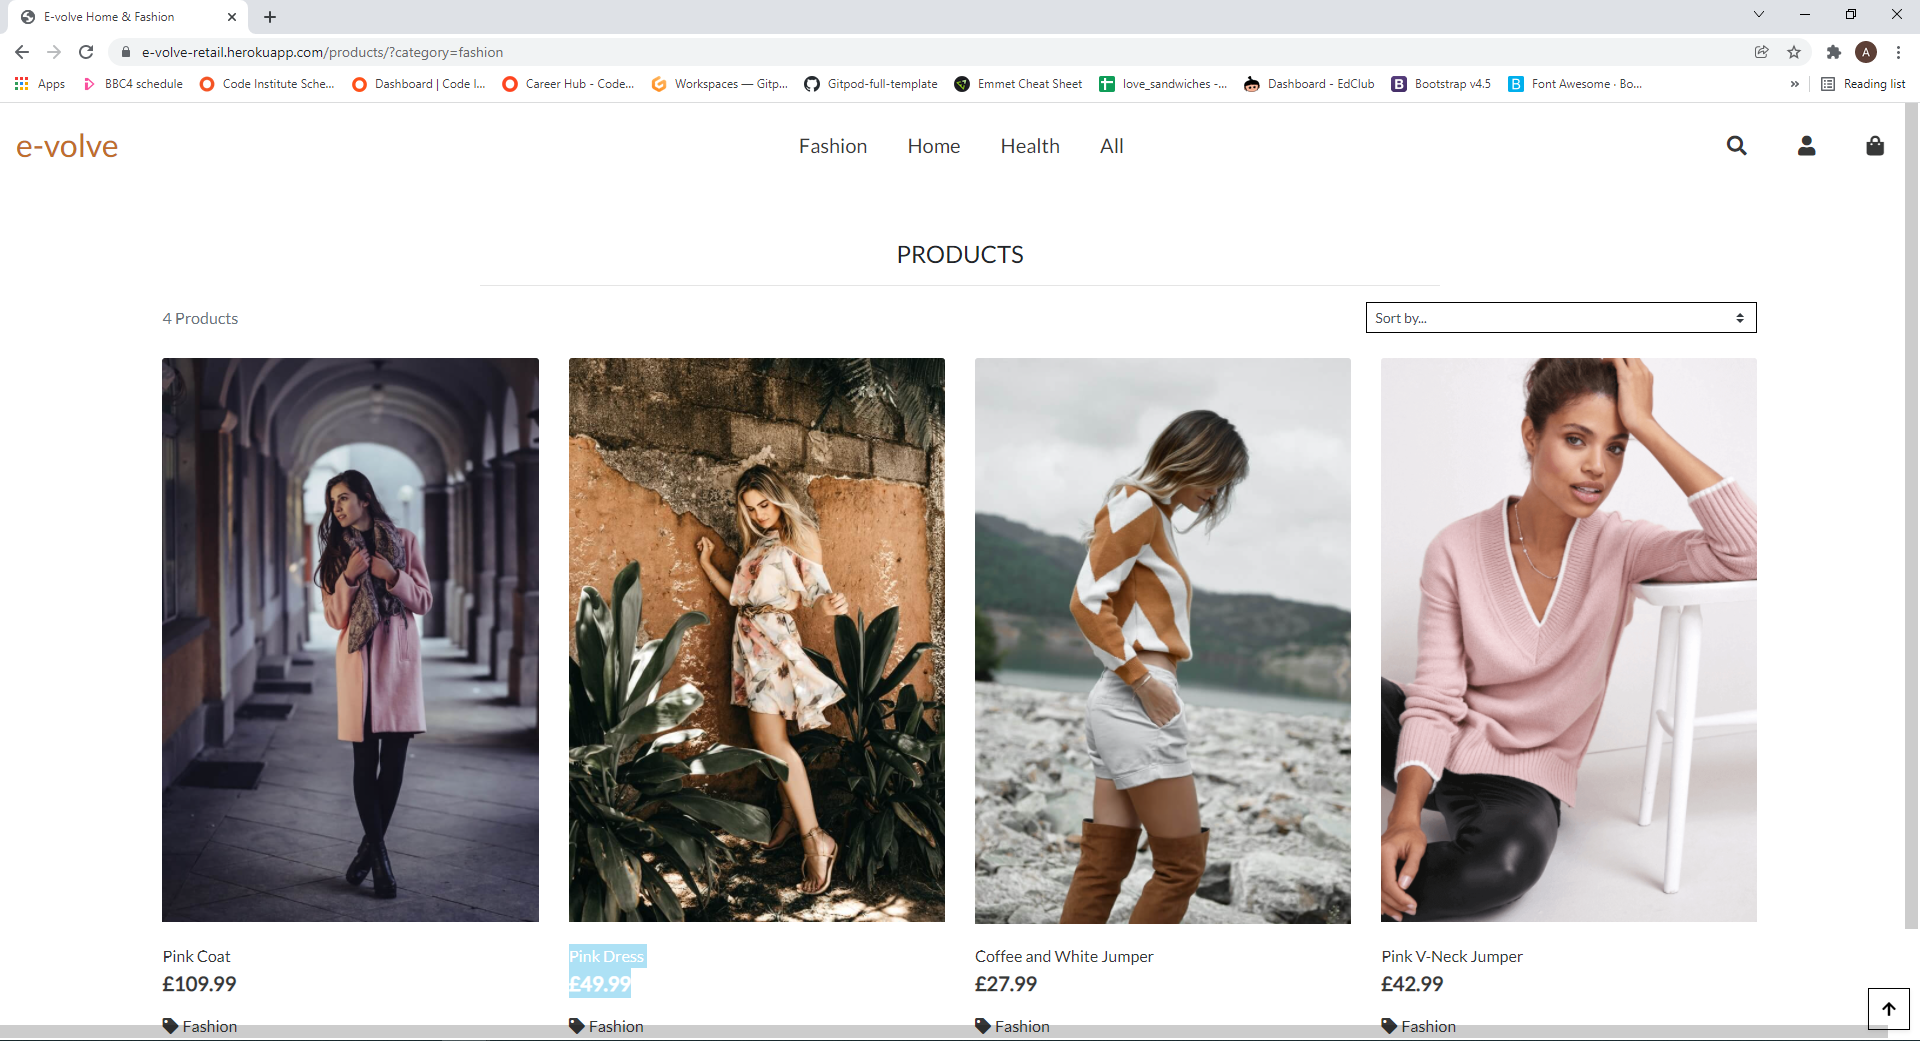 E-volve Home & Fashion
e-volve-retail.herokuapp.com/products/?category=fashion
A
Apps BBC4 schedule Code Institute Sche... Dashboard | Code I... Career Hub - Code... Workspaces — Gitp... Gitpod-full-template Emmet Cheat Sheet love_sandwiches -... Dashboard - EdClub B Bootstrap v4.5 B Font Awesome · Bo... » Reading list
e-volve Fashion Home Health All
PRODUCTS
4 Products Sort by...
Pink Coat Pink Dress Coffee and White Jumper Pink V-Neck Jumper
£109.99 £49.99 £27.99 £42.99
Fashion Fashion Fashion Fashion